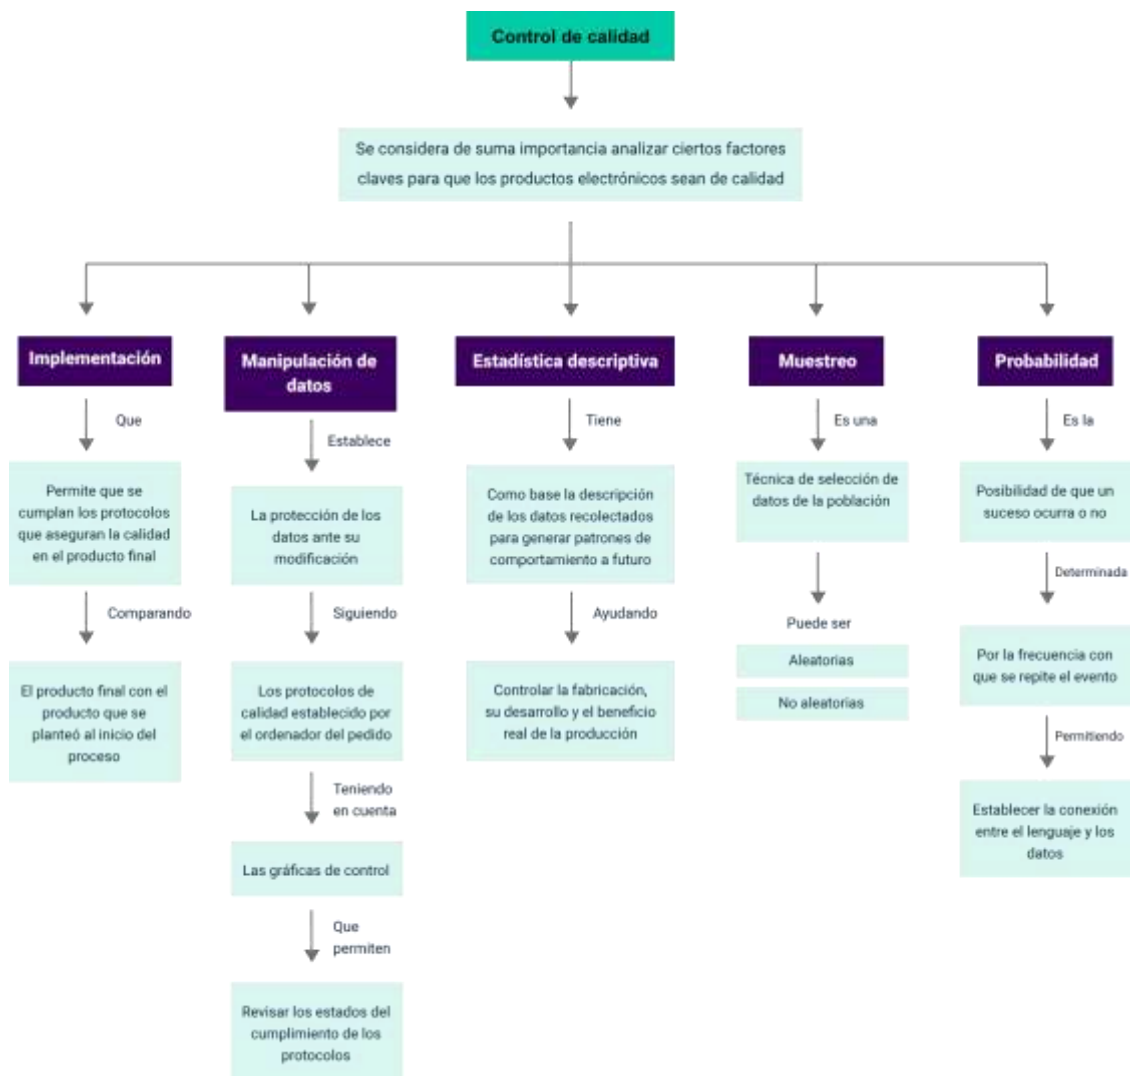 Control de calidad
Se considera de suma importancia analizar ciertos factores
claves para que los productos electrónicos sean de calidad
Implementación
Que
Permite que se
cumplan los protocolos
que aseguran la calidad
en el producto final
Comparando
El producto final con el
producto que se
planteó al inicio del
proceso
Manipulación de
datos
Establece
La protección de los
datos ante su
modificación
Siguiendo
Los protocolos de
calidad establecido por
el ordenador del pedido
Teniendo
en cuenta
Las gráficas de control
Que
permiten
Revisar los estados del
cumplimiento de los
protocolos
Estadística descriptiva
Tiene
Como base la descripción
de los datos recolectados
para generar patrones de
comportamiento a futuro
Ayudando
Controlar la fabricación,
su desarrollo y el beneficio
real de la producción
Muestreo
Es una
Técnica de selección de
datos de la población
Puede ser
Aleatorias
No aleatorias
Probabilidad
Es la
Posibilidad de que un
suceso ocurra o no
Determinada
Por la frecuencia con
que se repite el evento
Permitiendo
Establecer la conexión
entre el lenguaje y los
datos